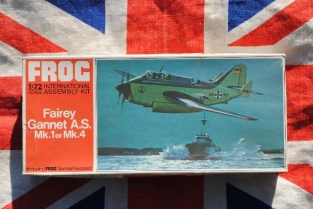 FROG
1:72 INTERNATIONAL
SCALE ASSEMBLY KIT
Fairey
Gannet A.S.
Mk.1 or Mk.4